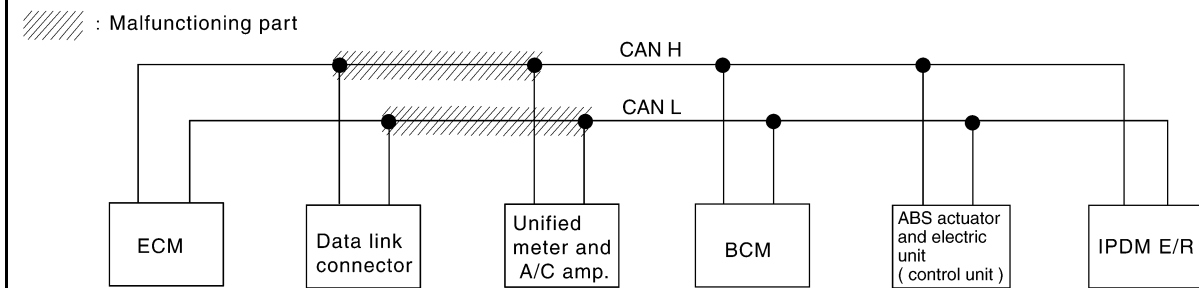 : Malfunctioning part
CAN H
CAN L
ECM
Data link
connector
Unified
meter and
A/C amp.
BCM
ABS actuator
and electric
unit
( control unit )
IPDM E/R